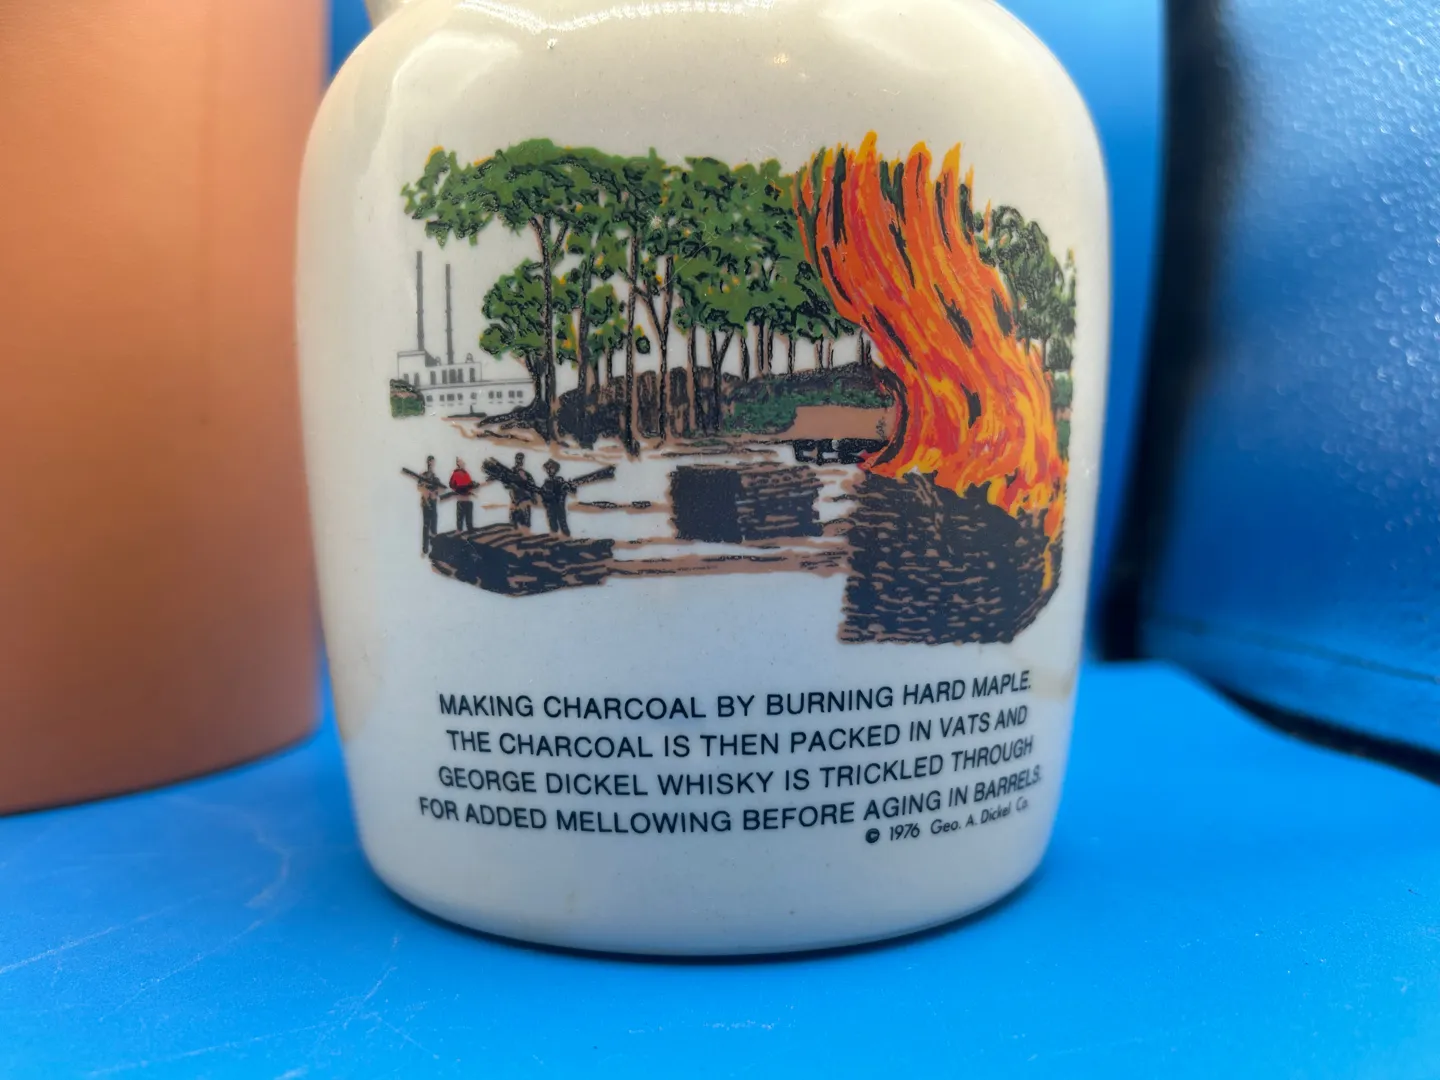 MAKING CHARCOAL BY BURNING HARD MAPLE.
THE CHARCOAL IS THEN PACKED IN VATS AND
GEORGE DICKEL WHISKY IS TRICKLED THROUGH
FOR ADDED MELLOWING BEFORE AGING IN BARRELS.
© 1976 Geo. A. Dickel Co.